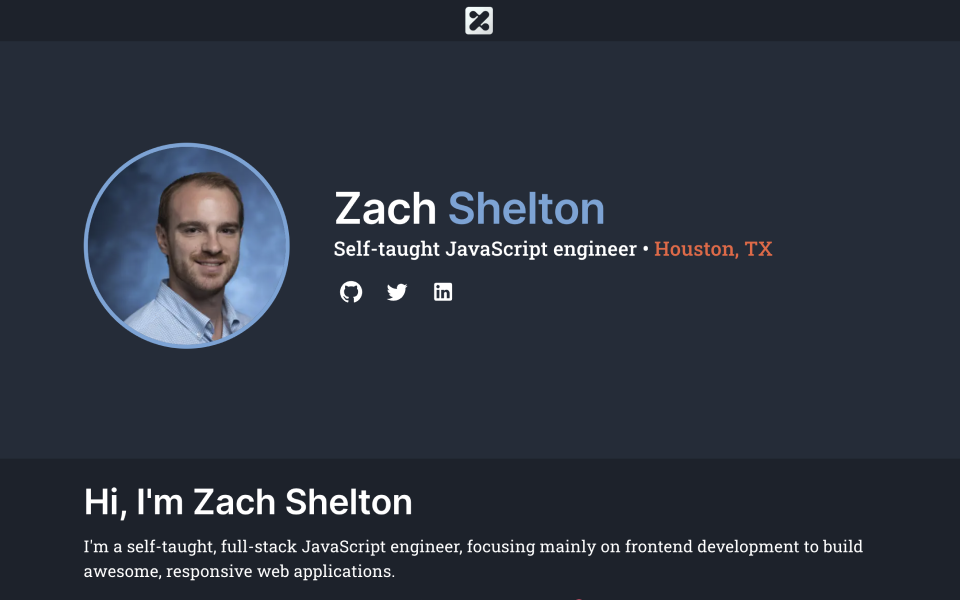 Zach Shelton
Self-taught JavaScript engineer • Houston, TX
Hi, I'm Zach Shelton
I'm a self-taught, full-stack JavaScript engineer, focusing mainly on frontend development to build
awesome, responsive web applications.